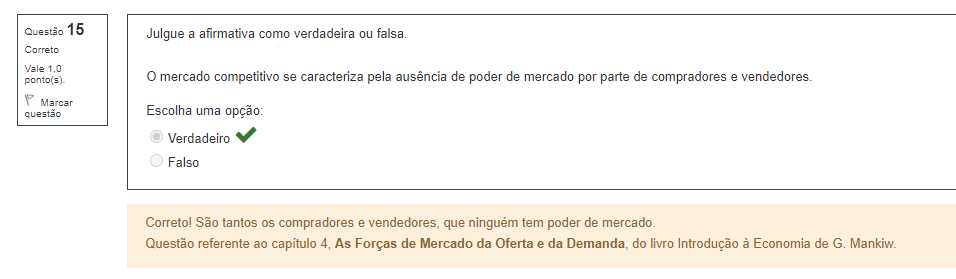 Questão 15
Correto
Vale 1,0
ponto(s).
Marcar
questão
Julgue a afirmativa como verdadeira ou falsa.
O mercado competitivo se caracteriza pela ausência de poder de mercado por parte de compradores e vendedores.
Escolha uma opção:
Verdadeiro
Falso
Correto! São tantos os compradores e vendedores, que ninguém tem poder de mercado.
Questão referente ao capítulo 4, As Forças de Mercado da Oferta e da Demanda, do livro Introdução à Economia de G. Mankiw.